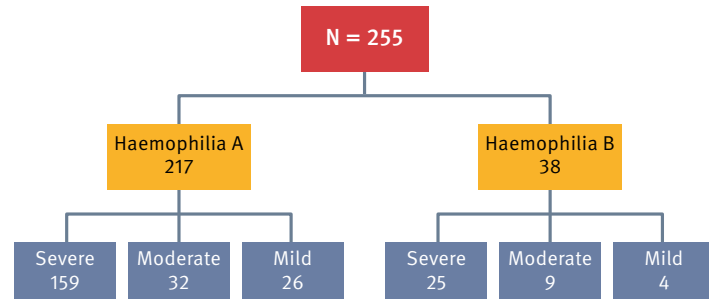 N = 255
Haemophilia A
217
Haemophilia B
38
Severe
159
Moderate
32
Mild
26
Severe
25
Moderate
9
Mild
4